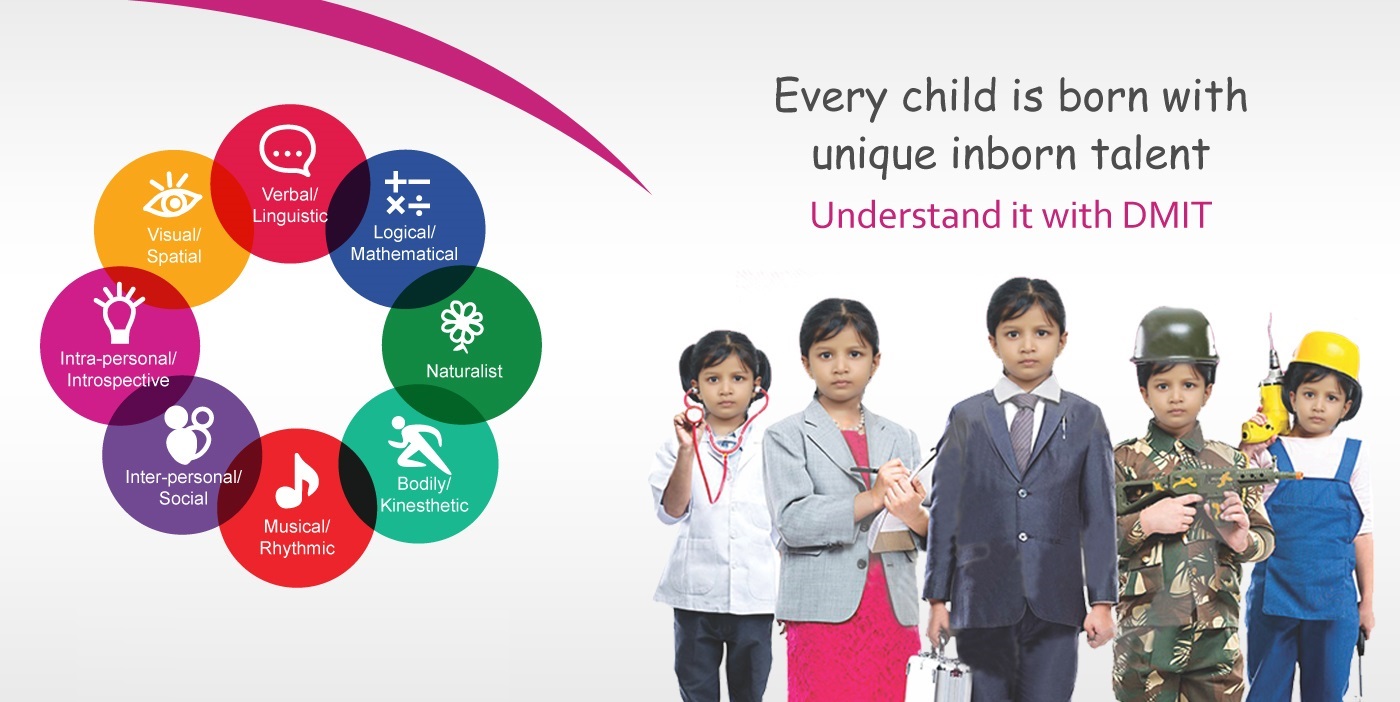 Every child is born with
unique inborn talent
Understand it with DMIT
Verbal/
Linguistic
Logical/
Mathematical
Naturalist
Bodily/
Kinesthetic
Musical/
Rhythmic
Inter-personal/
Social
Intra-personal/
Introspective
Visual/
Spatial